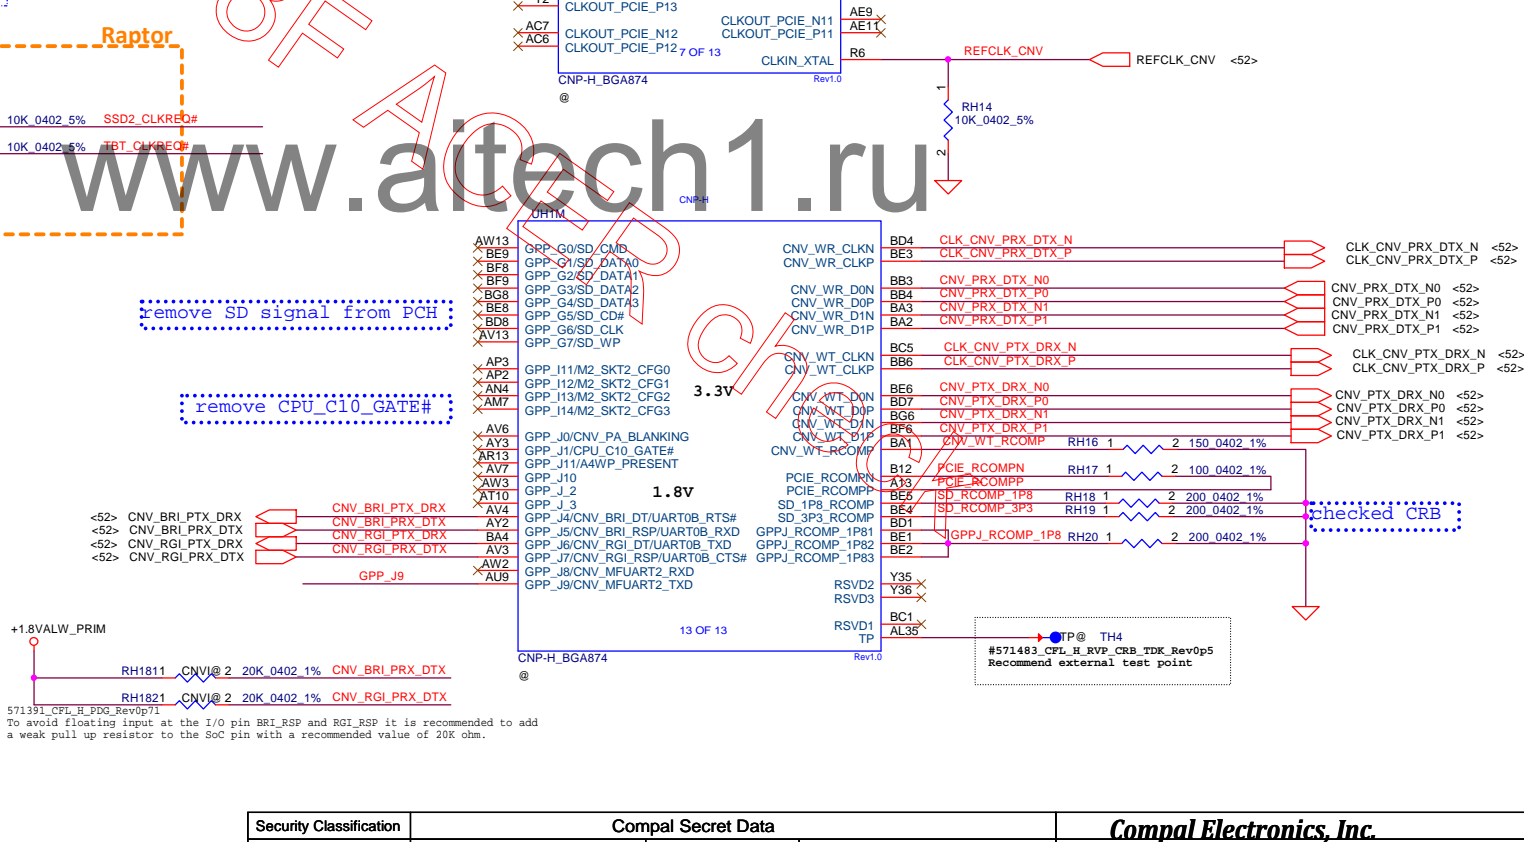 Raptor
10K_0402_5% SSD2_CLKREQ#
10K_0402_5% TBT_CLKREQ#
www.aitech1.ru
OF ACER check
CLKOUT_PCIE_P13
AC7 CLKOUT_PCIE_N12
AC6 CLKOUT_PCIE_P12
7 OF 13
CLKOUT_PCIE_N11 AE9
CLKOUT_PCIE_P11 AE11
CLKIN_XTAL R6 REFCLK_CNV REFCLK_CNV <52>
CNP-H_BGA874 Rev1.0
@
1
RH14
10K_0402_5%
2
CNP-H
UH1M
AW13 GPP_G0/SD_CMD
BE9 GPP_G1/SD_DATA0
BF8 GPP_G2/SD_DATA1
BF9 GPP_G3/SD_DATA2
BG8 GPP_G4/SD_DATA3
BE8 GPP_G5/SD_CD#
BD8 GPP_G6/SD_CLK
AV13 GPP_G7/SD_WP
remove SD signal from PCH
AP3 GPP_I11/M2_SKT2_CFG0
AP2 GPP_I12/M2_SKT2_CFG1
AN4 GPP_I13/M2_SKT2_CFG2
AM7 GPP_I14/M2_SKT2_CFG3
remove CPU_C10_GATE#
3.3V
AV6 GPP_J0/CNV_PA_BLANKING
AY3 GPP_J1/CPU_C10_GATE#
AR13 GPP_J11/A4WP_PRESENT
AV7 GPP_J10
AW3 GPP_J_2
AT10 GPP_J_3
1.8V
<52> CNV_BRI_PTX_DRX CNV_BRI_PTX_DRX AV4 GPP_J4/CNV_BRI_DT/UART0B_RTS#
<52> CNV_BRI_PRX_DTX CNV_BRI_PRX_DTX AY2 GPP_J5/CNV_BRI_RSP/UART0B_RXD
<52> CNV_RGI_PTX_DRX CNV_RGI_PTX_DRX BA4 GPP_J6/CNV_RGI_DT/UART0B_TXD
<52> CNV_RGI_PRX_DTX CNV_RGI_PRX_DTX AV3 GPP_J7/CNV_RGI_RSP/UART0B_CTS#
AW2 GPP_J8/CNV_MFUART2_RXD
GPP_J9 AU9 GPP_J9/CNV_MFUART2_TXD
CNV_WR_CLKN BD4 CLK_CNV_PRX_DTX_N CLK_CNV_PRX_DTX_N <52>
CNV_WR_CLKP BE3 CLK_CNV_PRX_DTX_P CLK_CNV_PRX_DTX_P <52>
CNV_WR_D0N BB3 CNV_PRX_DTX_N0 CNV_PRX_DTX_N0 <52>
CNV_WR_D0P BB4 CNV_PRX_DTX_P0 CNV_PRX_DTX_P0 <52>
CNV_WR_D1N BA3 CNV_PRX_DTX_N1 CNV_PRX_DTX_N1 <52>
CNV_WR_D1P BA2 CNV_PRX_DTX_P1 CNV_PRX_DTX_P1 <52>
CNV_WT_CLKN BC5 CLK_CNV_PTX_DRX_N CLK_CNV_PTX_DRX_N <52>
CNV_WT_CLKP BB6 CLK_CNV_PTX_DRX_P CLK_CNV_PTX_DRX_P <52>
CNV_WT_D0N BE6 CNV_PTX_DRX_N0 CNV_PTX_DRX_N0 <52>
CNV_WT_D0P BD7 CNV_PTX_DRX_P0 CNV_PTX_DRX_P0 <52>
CNV_WT_D1N BG6 CNV_PTX_DRX_N1 CNV_PTX_DRX_N1 <52>
CNV_WT_D1P BF6 CNV_PTX_DRX_P1 CNV_PTX_DRX_P1 <52>
CNV_WT_RCOMP BA1 CNV_WT_RCOMP RH16 1 2 150_0402_1%
PCIE_RCOMPN B12 PCIE_RCOMPN RH17 1 2 100_0402_1%
PCIE_RCOMPP A13 PCIE_RCOMPP
SD_1P8_RCOMP BE5 SD_RCOMP_1P8 RH18 1 2 200_0402_1%
SD_3P3_RCOMP BE4 SD_RCOMP_3P3 RH19 1 2 200_0402_1%
GPPJ_RCOMP_1P81 BD1
GPPJ_RCOMP_1P82 BE1 GPPJ_RCOMP_1P8 RH20 1 2 200_0402_1%
GPPJ_RCOMP_1P83 BE2
checked CRB
RSVD2 Y35
RSVD3 Y36
RSVD1 BC1
TP AL35 TP@ TH4
#571483_CFL_H_RVP_CRB_TDK_Rev0p5
Recommend external test point
13 OF 13
CNP-H_BGA874 Rev1.0
@
+1.8VALW_PRIM
RH181 1 CNVI@ 2 20K_0402_1% CNV_BRI_PRX_DTX
RH182 1 CNVI@ 2 20K_0402_1% CNV_RGI_PRX_DTX
571391_CFL_H_PDG_Rev0p71
To avoid floating input at the I/O pin BRI_RSP and RGI_RSP it is recommended to add
a weak pull up resistor to the SoC pin with a recommended value of 20K ohm.
Security Classification Compal Secret Data Compal Electronics, Inc.